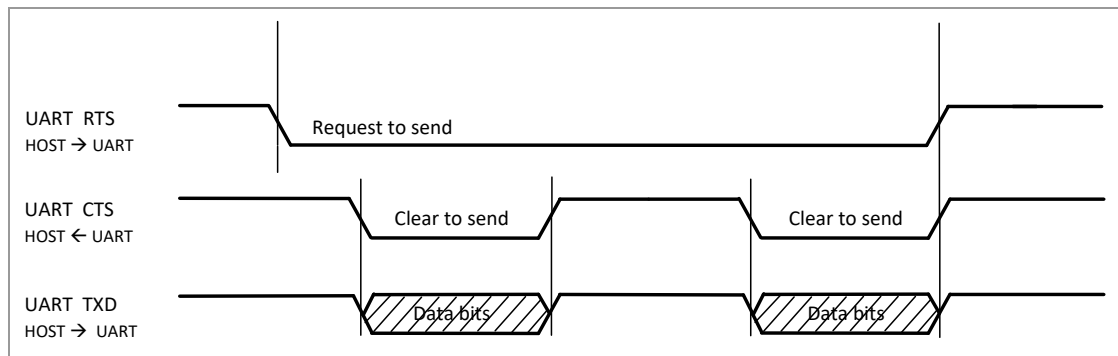 UART RTS
HOST → UART
Request to send
UART CTS
HOST ← UART
Clear to send
Clear to send
UART TXD
HOST → UART
Data bits
Data bits